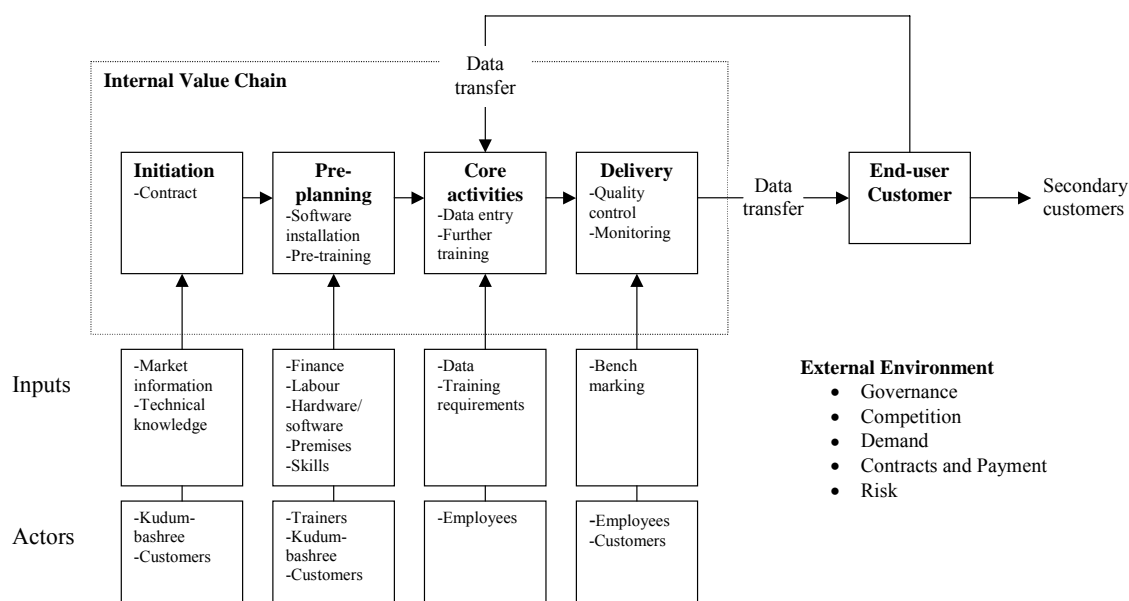 Data
transfer
Internal Value Chain
Initiation
-Contract
Pre-
planning
-Software
installation
-Pre-training
Core
activities
-Data entry
-Further
training
Delivery
-Quality
control
-Monitoring
Data
transfer
End-user
Customer
Secondary
customers
Inputs
-Market
information
-Technical
knowledge
-Finance
-Labour
-Hardware/
software
-Premises
-Skills
-Data
-Training
requirements
-Bench
marking
External Environment
• Governance
• Competition
• Demand
• Contracts and Payment
• Risk
Actors
-Kudum-
bashree
-Customers
-Trainers
-Kudum-
bashree
-Customers
-Employees
-Employees
-Customers